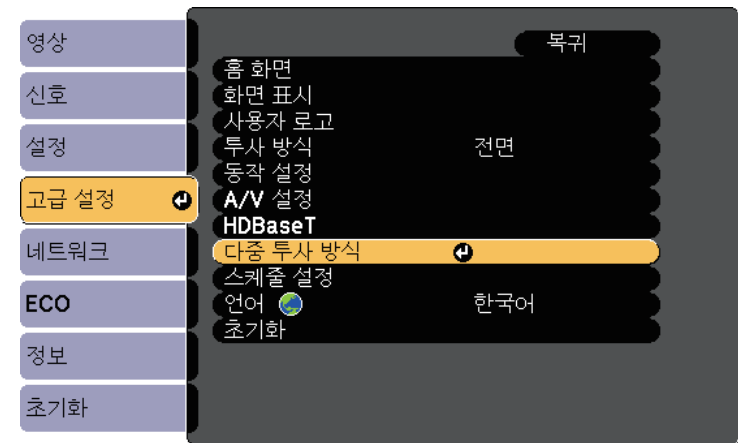 영상
신호
설정
고급 설정
네트워크
ECO
정보
초기화
복귀
홈 화면
화면 표시
사용자 로고
투사 방식 전면
동작 설정
A/V 설정
HDBaseT
다중 투사 방식
스케줄 설정
언어 한국어
초기화